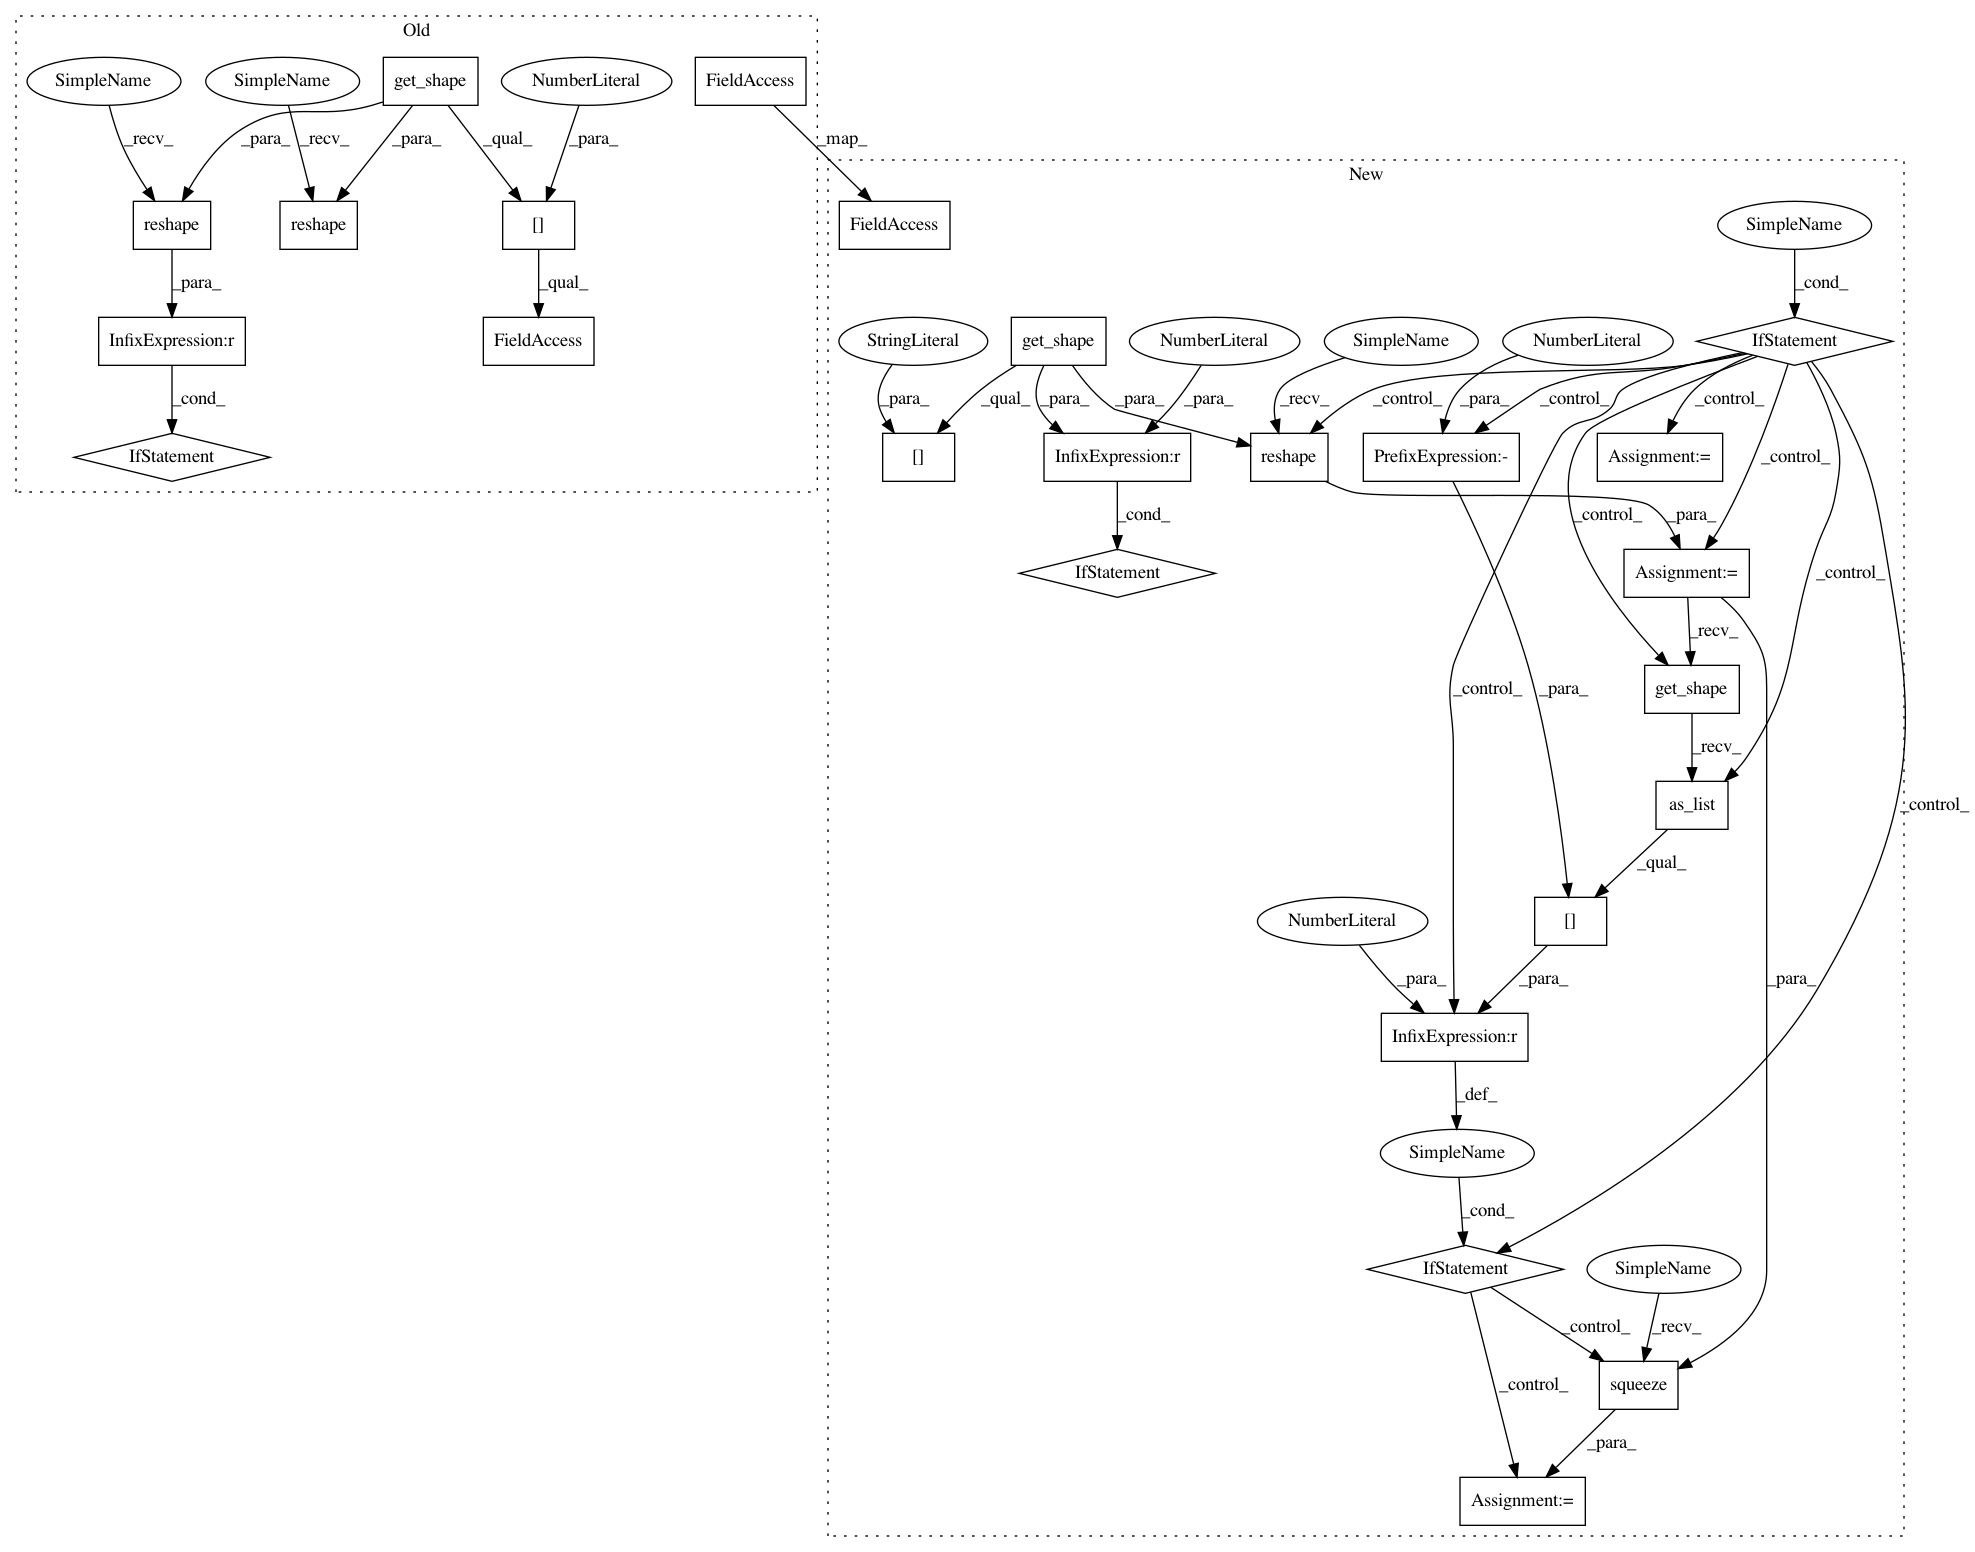 Old
SimpleName
SimpleName
get_shape
NumberLiteral
FieldAccess
_recv_
_para_
_recv_
_para_
_qual_
_para_
_map_
New
reshape
reshape
[]
FieldAccess
SimpleName
_para_
_qual_
_cond_
InfixExpression:r
FieldAccess
StringLiteral
get_shape
NumberLiteral
SimpleName
NumberLiteral
IfStatement
_cond_
_para_
_qual_
_para_
_para_
_para_
_recv_
_control_
_para_
_control_
_control_
IfStatement
[]
InfixExpression:r
reshape
PrefixExpression:-
Assignment:=
_control_
_cond_
_control_
_para_
IfStatement
Assignment:=
_control_
_recv_
_control_
_para_
get_shape
_recv_
as_list
_control_
_qual_
NumberLiteral
[]
_para_
_para_
_para_
InfixExpression:r
_def_
SimpleName
_cond_
IfStatement
SimpleName
_control_
_recv_
_control_
squeeze
_para_
Assignment:=